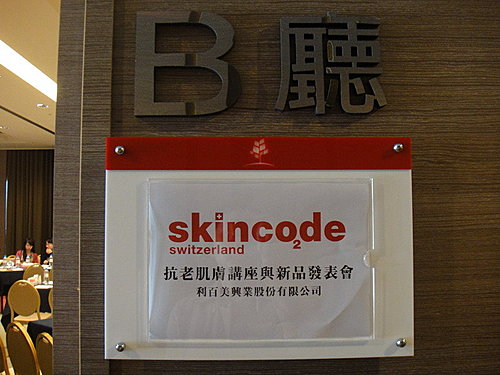 B廳
skincode
switzerland
2
抗老肌膚講座與新品發表會
利百美興業股份有限公司